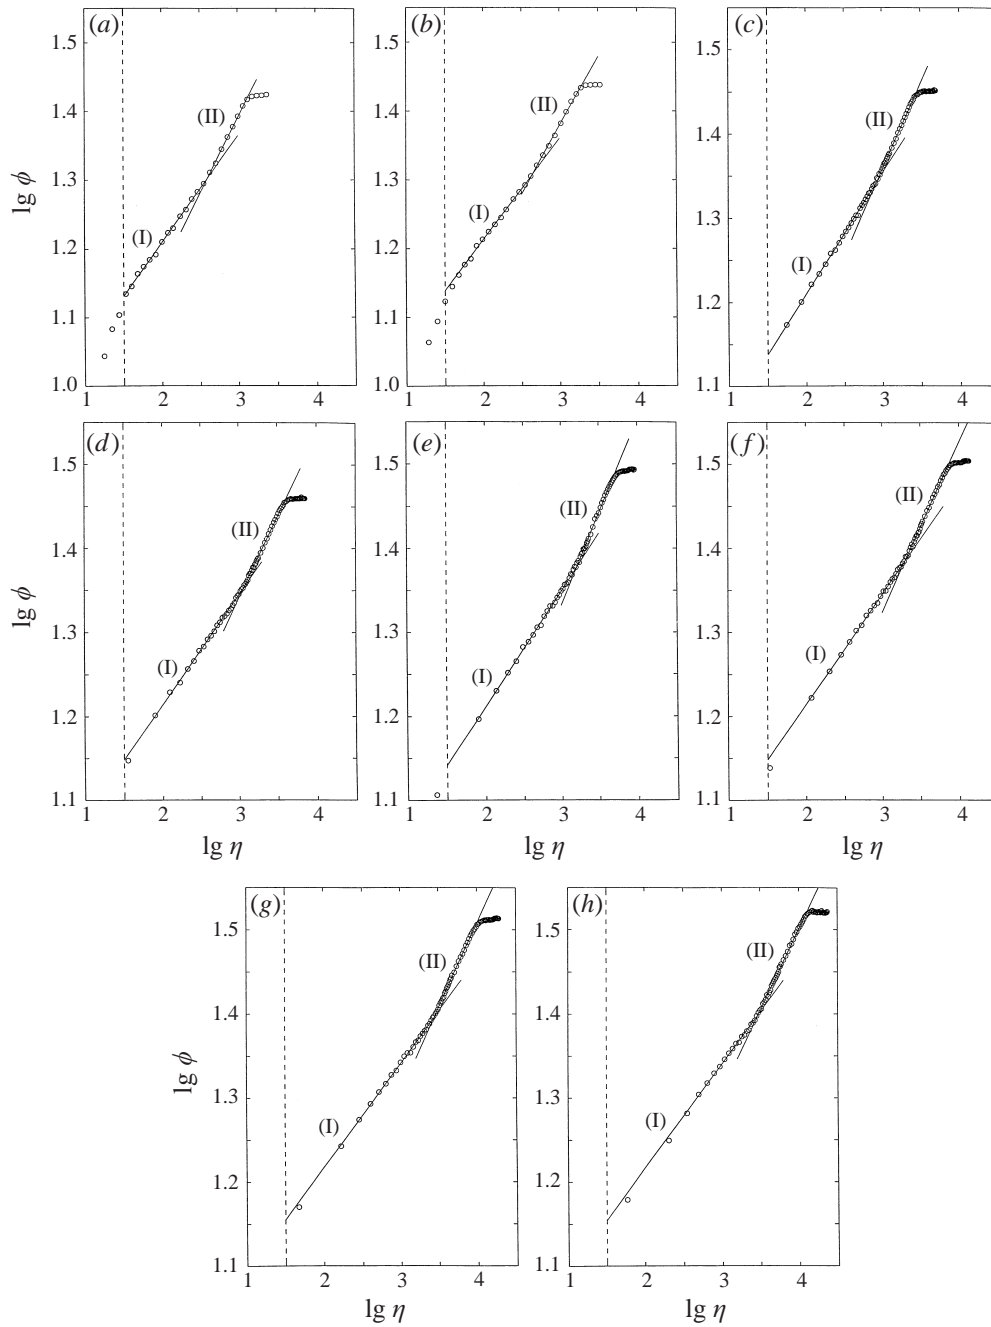 (a) (b) (c)
1.5 1.5 1.5
(II) (II) (II)
1.4 1.4 1.4
lg ϕ
1.3 1.3 1.3
(I) (I) (I)
1.2 1.2 1.2
1.1 1.1
1.0 1.0 1.1
1 2 3 4 1 2 3 4 1 2 3 4
(d) (e) (f)
1.5 1.5 1.5
(II) (II) (II)
1.4 1.4 1.4
lg ϕ
1.3 1.3 1.3
(I) (I) (I)
1.2 1.2 1.2
1.1 1.1 1.1
1 2 3 4 1 2 3 4 1 2 3 4
lg η lg η lg η
(g) (h)
1.5 1.5
(II) (II)
1.4 1.4
lg ϕ
1.3 1.3
(I) (I)
1.2 1.2
1.1 1.1
1 2 3 4 1 2 3 4
lg η lg η